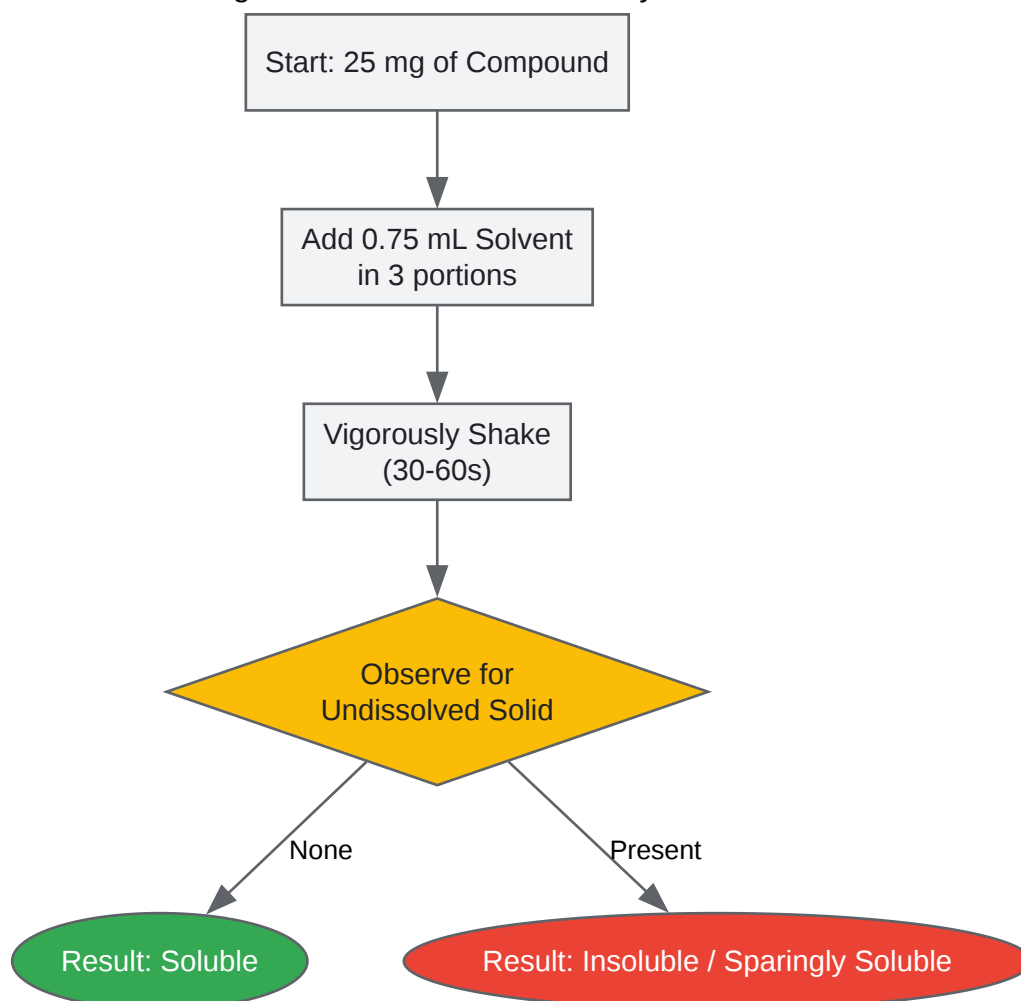 Start: 25 mg of Compound
Add 0.75 mL Solvent
in 3 portions
Vigorously Shake
(30-60s)
Observe for
Undissolved Solid
None
Present
Result: Soluble
Result: Insoluble / Sparingly Soluble